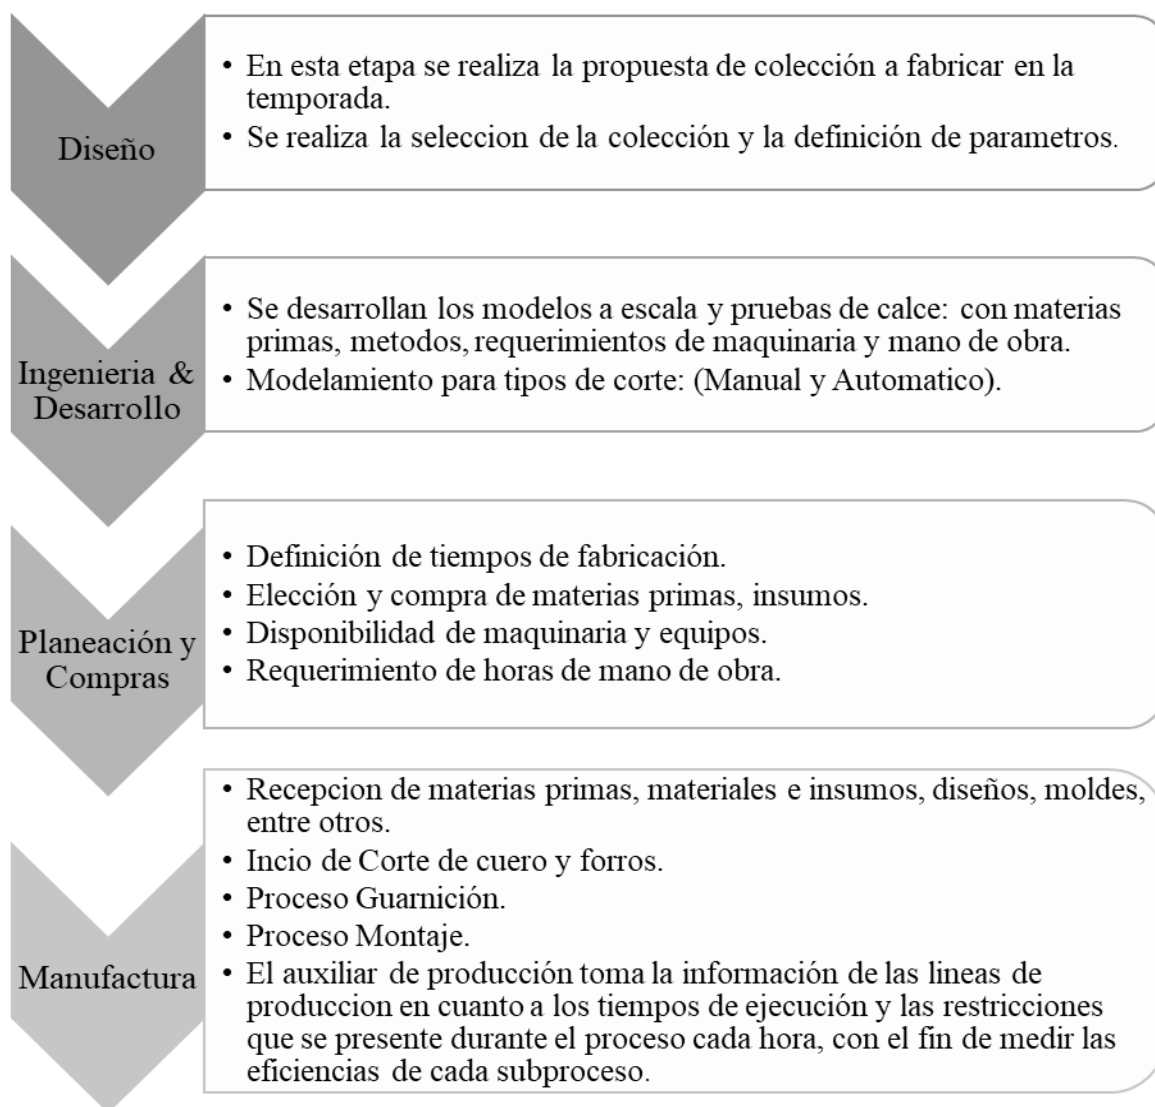 Diseño
• En esta etapa se realiza la propuesta de colección a fabricar en la
temporada.
• Se realiza la seleccion de la colección y la definición de parametros.
Ingenieria &
Desarrollo
• Se desarrollan los modelos a escala y pruebas de calce: con materias
primas, metodos, requerimientos de maquinaria y mano de obra.
• Modelamiento para tipos de corte: (Manual y Automatico).
Planeación y
Compras
• Definición de tiempos de fabricación.
• Elección y compra de materias primas, insumos.
• Disponibilidad de maquinaria y equipos.
• Requerimiento de horas de mano de obra.
Manufactura
• Recepcion de materias primas, materiales e insumos, diseños, moldes,
entre otros.
• Incio de Corte de cuero y forros.
• Proceso Guarnición.
• Proceso Montaje.
• El auxiliar de producción toma la información de las lineas de
produccion en cuanto a los tiempos de ejecución y las restricciones
que se presente durante el proceso cada hora, con el fin de medir las
eficiencias de cada subproceso.